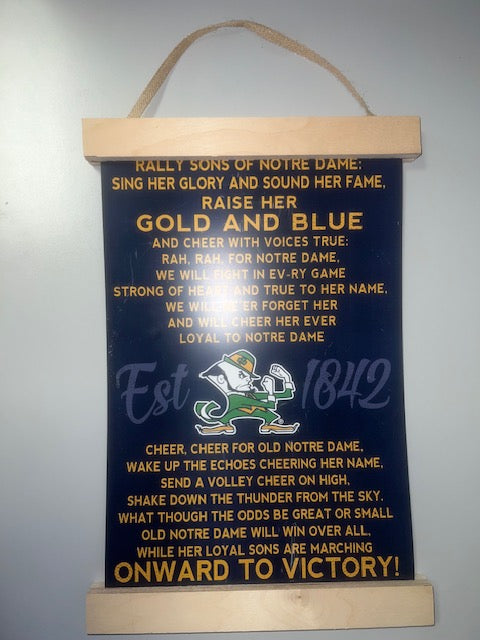 RALLY SONS OF NOTRE DAME:
SING HER GLORY AND SOUND HER FAME,
RAISE HER
GOLD AND BLUE
AND CHEER WITH VOICES TRUE:
RAH, RAH, FOR NOTRE DAME,
WE WILL FIGHT IN EV-RY GAME
STRONG OF HEART AND TRUE TO HER NAME,
WE WILL NE'ER FORGET HER
AND WILL CHEER HER EVER
LOYAL TO NOTRE DAME
Est 1842
CHEER, CHEER FOR OLD NOTRE DAME,
WAKE UP THE ECHOES CHEERING HER NAME,
SEND A VOLLEY CHEER ON HIGH,
SHAKE DOWN THE THUNDER FROM THE SKY.
WHAT THOUGH THE ODDS BE GREAT OR SMALL
OLD NOTRE DAME WILL WIN OVER ALL,
WHILE HER LOYAL SONS ARE MARCHING
ONWARD TO VICTORY!